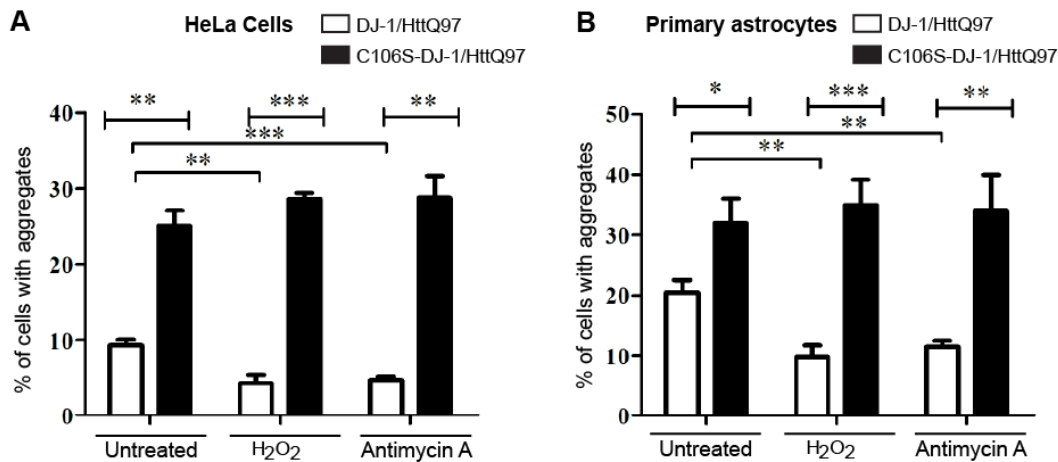 A
HeLa Cells
DJ-1/HttQ97
C106S-DJ-1/HttQ97
% of cells with aggregates
40
30
20
10
0
**
***
**
***
**
Untreated
H₂O₂
Antimycin A
B
Primary astrocytes
DJ-1/HttQ97
C106S-DJ-1/HttQ97
% of cells with aggregates
50
40
30
20
10
0
*
***
**
**
**
Untreated
H₂O₂
Antimycin A